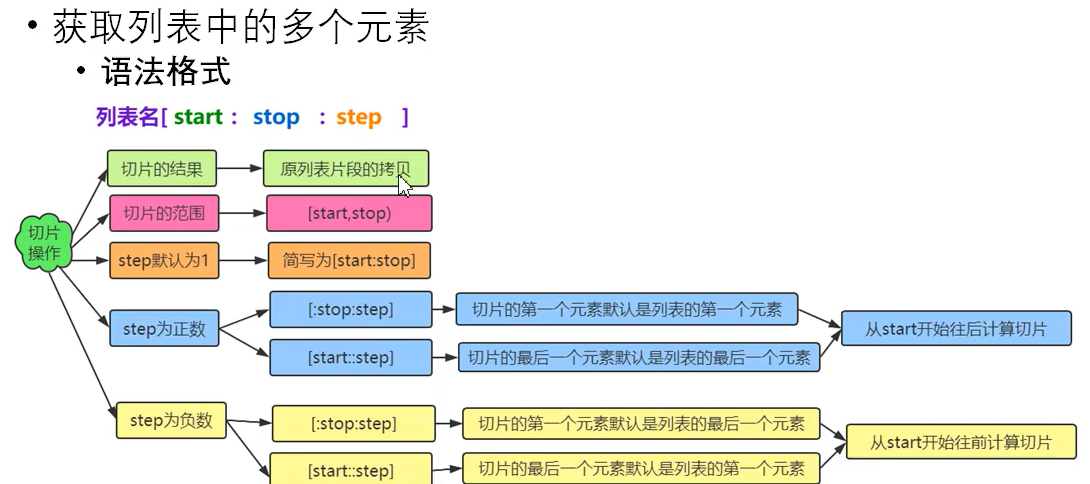 • 获取列表中的多个元素
• 语法格式
列表名[ start : stop : step ]
切片操作
切片的结果 原列表片段的拷贝
切片的范围 [start,stop)
step默认为1 简写为[start:stop]
step为正数
[:stop:step] 切片的第一个元素默认是列表的第一个元素
[start::step] 切片的最后一个元素默认是列表的最后一个元素
从start开始往后计算切片
step为负数
[:stop:step] 切片的第一个元素默认是列表的最后一个元素
[start::step] 切片的最后一个元素默认是列表的第一个元素
从start开始往前计算切片